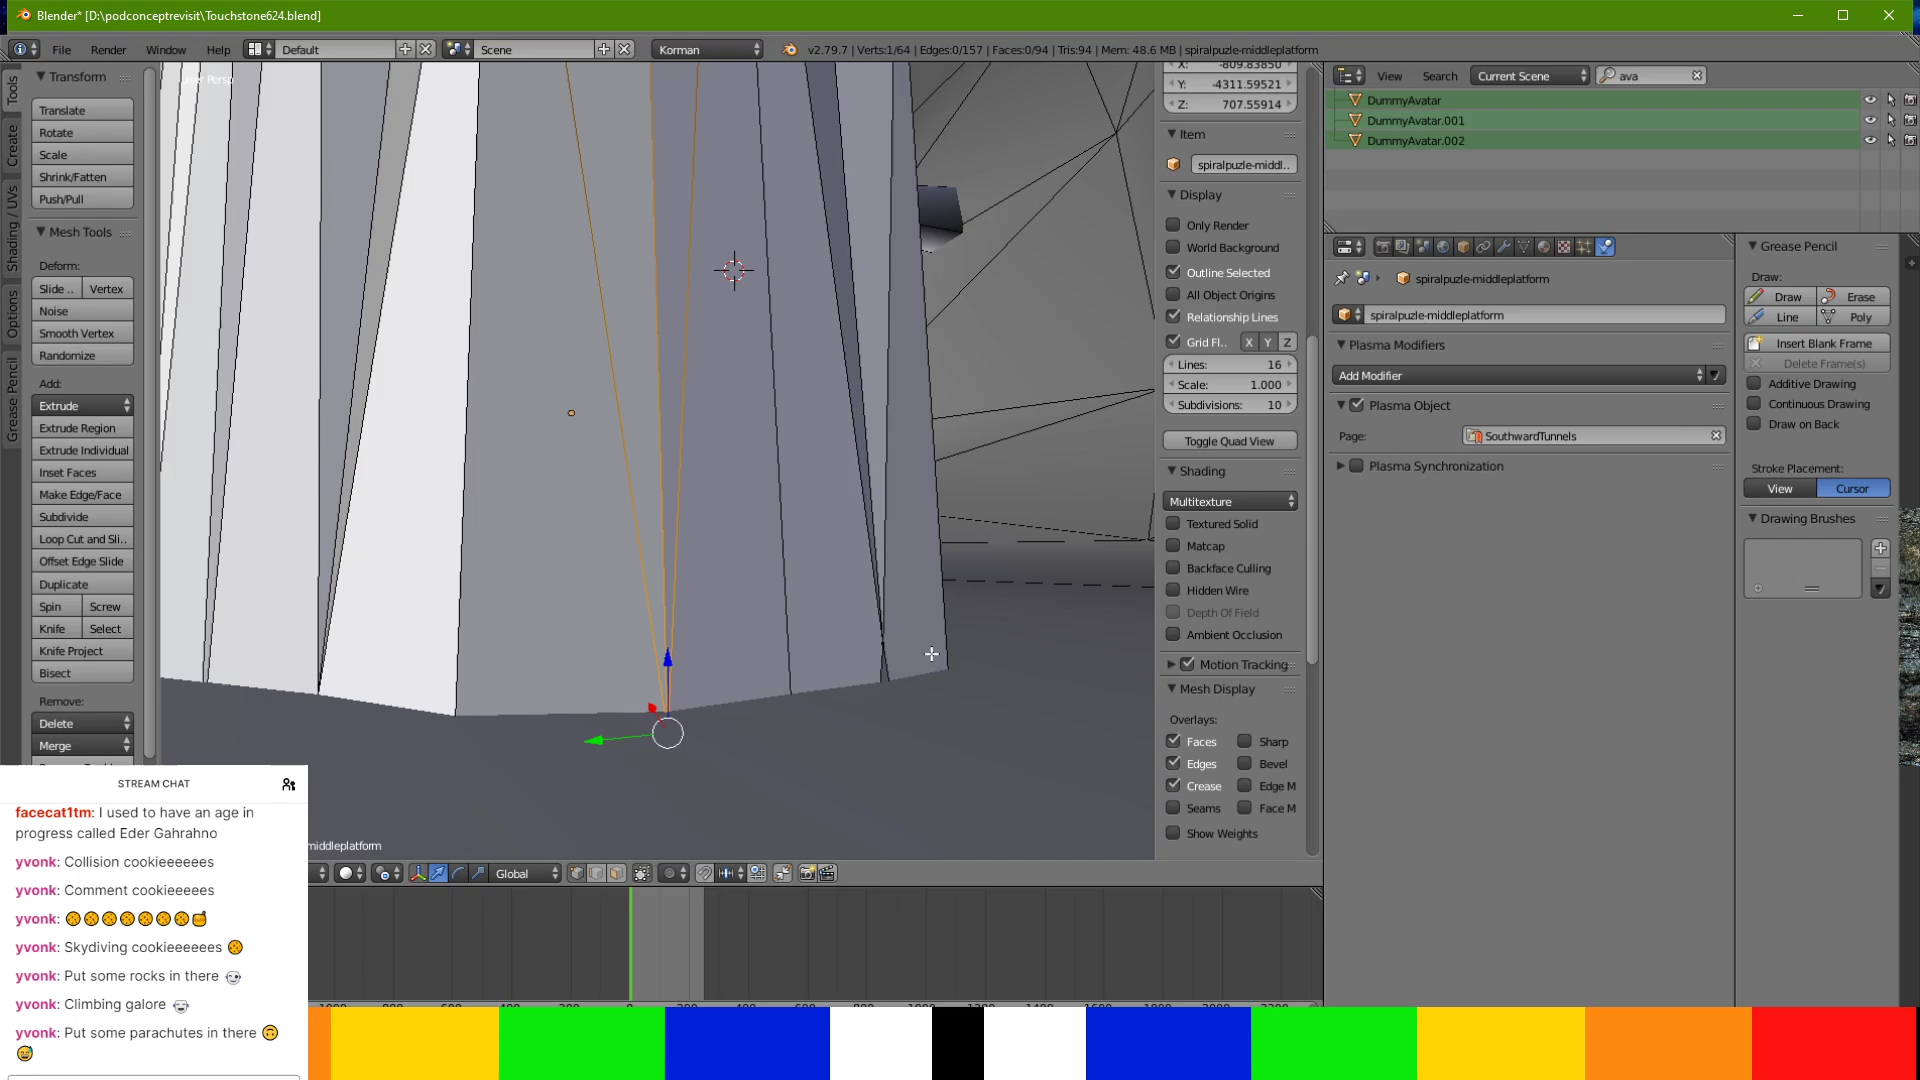 Blender* [D:\podconceptrevisit\Touchstone624.blend]
File Render Window Help Default Scene Korman v2.79.7 | Verts:1/64 | Edges:0/157 | Faces:0/94 | Tris:94 | Mem: 48.6 MB | spiralpuzle-middleplatform
Tools
Create
Shading / UVs
Options
Grease Pencil
Transform
Translate
Rotate
Scale
Shrink/Fatten
Push/Pull
Mesh Tools
Deform:
Slide .. Vertex
Noise
Smooth Vertex
Randomize
Add:
Extrude
Extrude Region
Extrude Individual
Inset Faces
Make Edge/Face
Subdivide
Loop Cut and Sli..
Offset Edge Slide
Duplicate
Spin Screw
Knife Select
Knife Project
Bisect
Remove:
Delete
Merge
User Persp
middleplatform
Global
X: -809.83850
Y: -4311.59521
Z: 707.55914
Item
spiralpuzle-middl..
Display
Only Render
World Background
Outline Selected
All Object Origins
Relationship Lines
Grid Fl.. X Y Z
Lines: 16
Scale: 1.000
Subdivisions: 10
Toggle Quad View
Shading
Multitexture
Textured Solid
Matcap
Backface Culling
Hidden Wire
Depth Of Field
Ambient Occlusion
Motion Tracking
Mesh Display
Overlays:
Faces Sharp
Edges Bevel
Crease Edge M
Seams Face M
Show Weights
View Search Current Scene ava
DummyAvatar
DummyAvatar.001
DummyAvatar.002
spiralpuzle-middleplatform
spiralpuzle-middleplatform
Plasma Modifiers
Add Modifier
Plasma Object
Page: SouthwardTunnels
Plasma Synchronization
Grease Pencil
Draw:
Draw Erase
Line Poly
Insert Blank Frame
Delete Frame(s)
Additive Drawing
Continuous Drawing
Draw on Back
Stroke Placement:
View Cursor
Drawing Brushes
STREAM CHAT
facecat1tm: I used to have an age in
progress called Eder Gahrahno
yvonk: Collision cookieeeeees
yvonk: Comment cookieeeees
yvonk: 🍪🍪🍪🍪🍪🍪🍪🍯
yvonk: Skydiving cookieeeeees 🍪
yvonk: Put some rocks in there
yvonk: Climbing galore
yvonk: Put some parachutes in there 🙃
😅